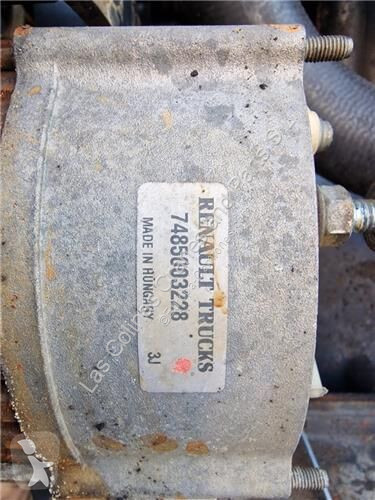 RENAULT TRUCKS
7485003228
MADE IN HUNGARY
3J